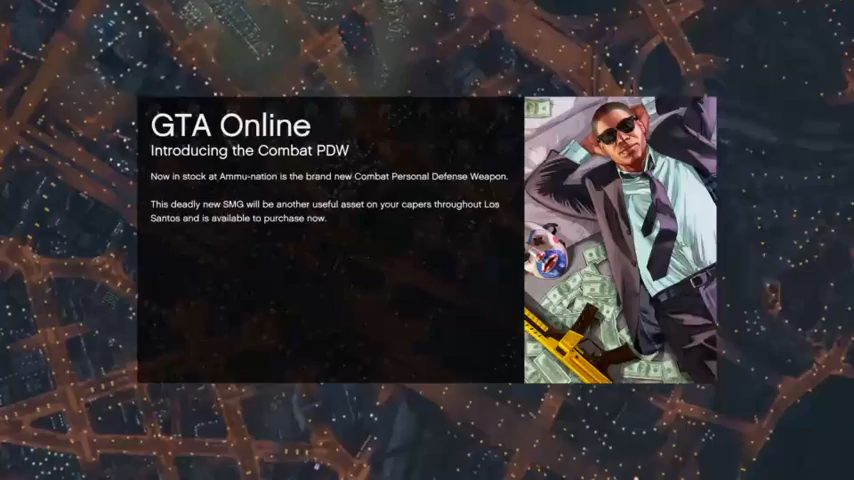 GTA Online
Introducing the Combat PDW
Now in stock at Ammu-nation is the brand new Combat Personal Defense Weapon.
This deadly new SMG will be another useful asset on your capers throughout Los
Santos and is available to purchase now.